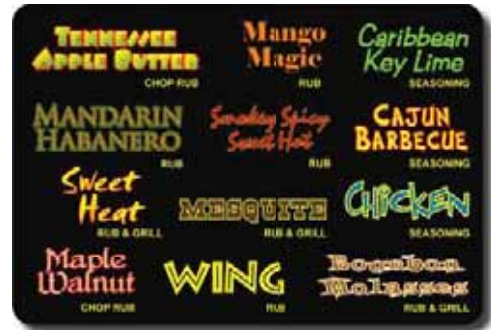 TENNESSEE
APPLE BUTTER
CHOP RUB
Mango
Magic
RUB
Caribbean
Key Lime
SEASONING
MANDARIN
HABANERO
RUB
Smokey Spicy
Sweet Hot
RUB
CAJUN
BARBECUE
SEASONING
Sweet
Heat
RUB & GRILL
MESQUITE
RUB & GRILL
CHICKEN
SEASONING
Maple
Walnut
CHOP RUB
WING
RUB
Bourbon
Molasses
RUB & GRILL